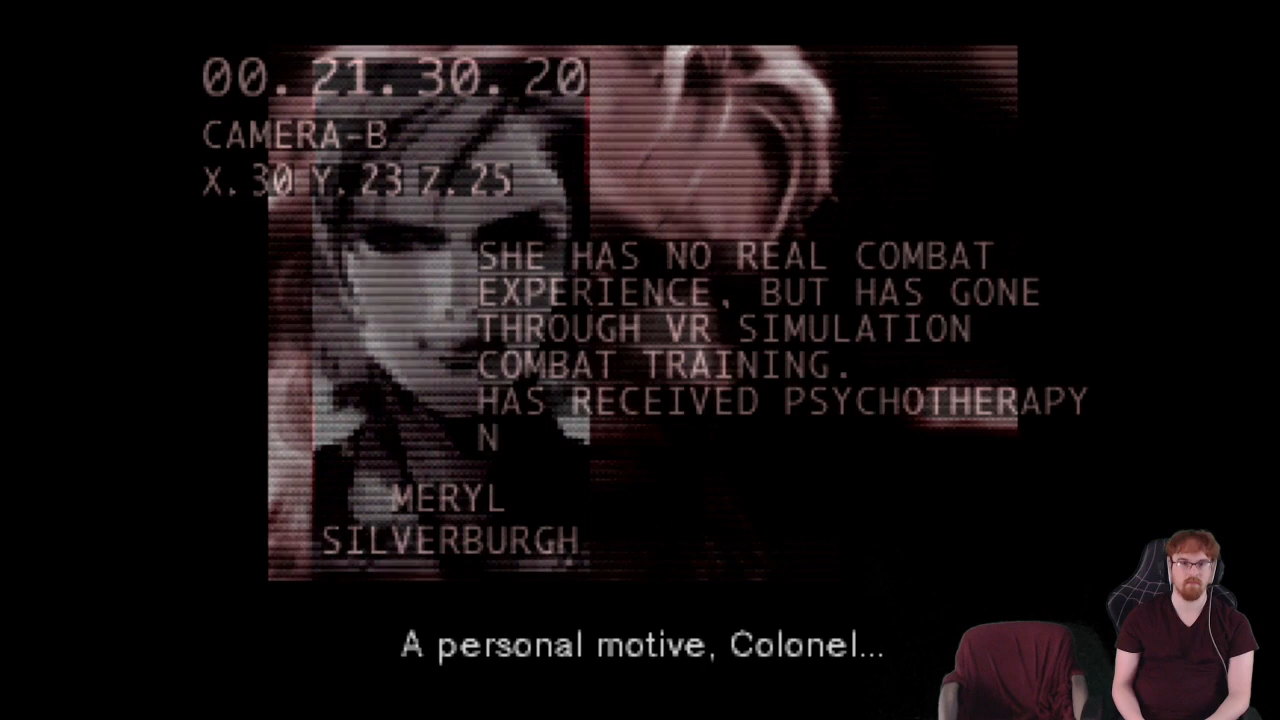 00.21.30.20
CAMERA-B
X.30 Y.23 Z.25
SHE HAS NO REAL COMBAT
EXPERIENCE, BUT HAS GONE
THROUGH VR SIMULATION
COMBAT TRAINING.
HAS RECEIVED PSYCHOTHERAPY
N
MERYL
SILVERBURGH
A personal motive, Colonel...